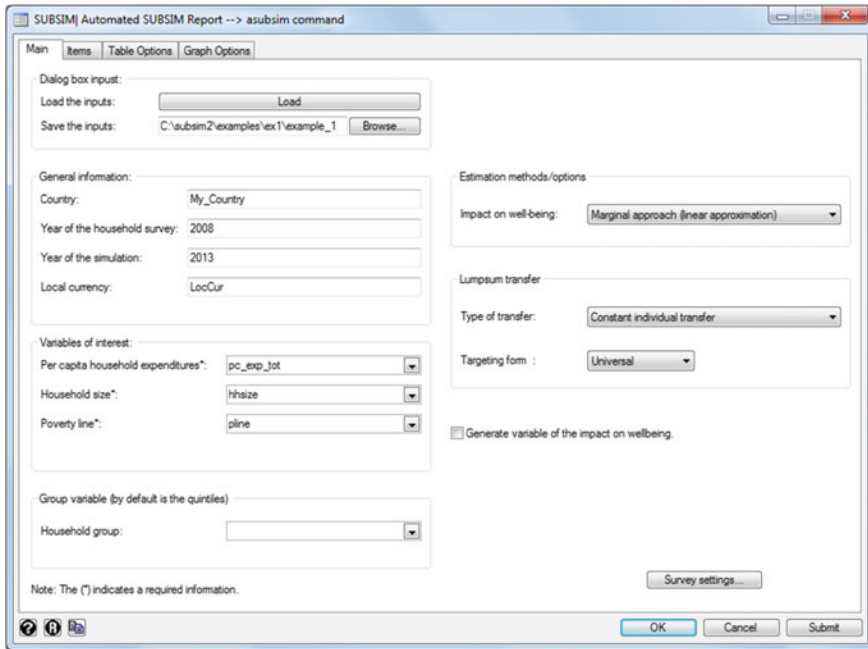 SUBSIM| Automated SUBSIM Report --> asubsim command
Main Items Table Options Graph Options
Dialog box inpust:
Load the inputs: Load
Save the inputs: C:\subsim2\examples\ex1\example_1 Browse...
General information:
Country: My_Country
Year of the household survey: 2008
Year of the simulation: 2013
Local currency: LocCur
Variables of interest:
Per capita household expenditures*: pc_exp_tot
Household size*: hhsize
Poverty line*: pline
Group variable (by default is the quintiles)
Household group:
Note: The (*) indicates a required information.
Estimation methods/options
Impact on well-being: Marginal approach (linear approximation)
Lumpsum transfer
Type of transfer: Constant individual transfer
Targeting form : Universal
Generate variable of the impact on wellbeing.
Survey settings...
OK Cancel Submit